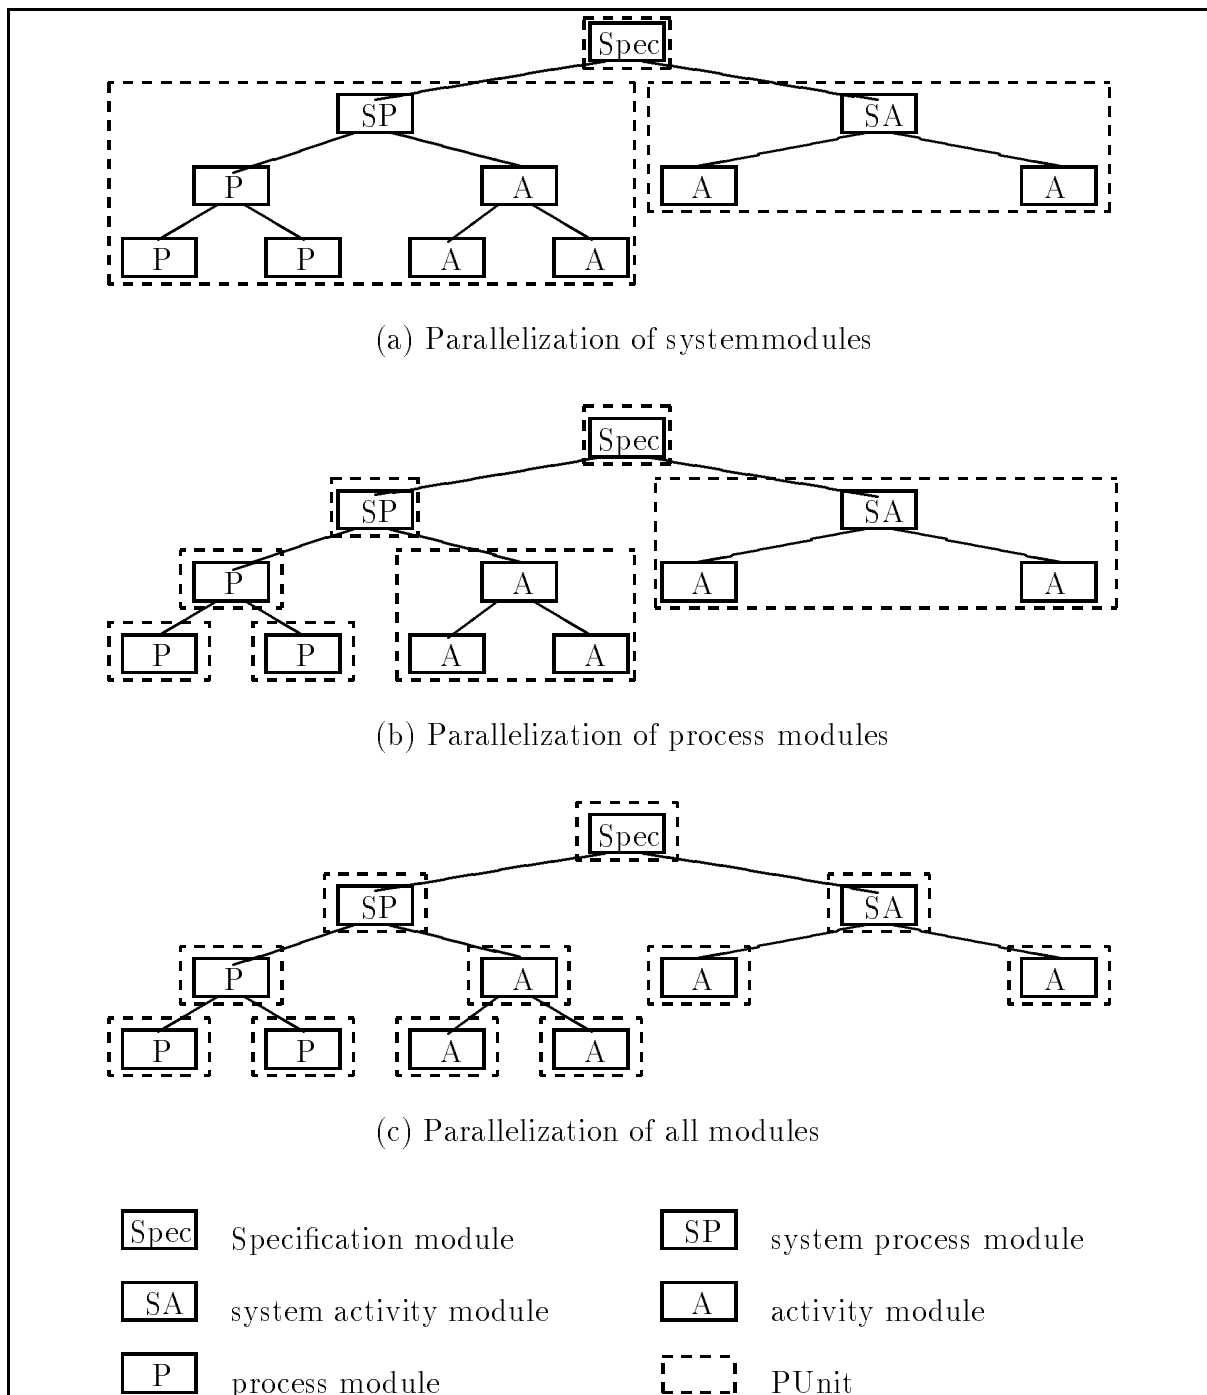 Spec
SP SA
P A A A
P P A A
(a) Parallelization of systemmodules
Spec
SP SA
P A A A
P P A A
(b) Parallelization of process modules
Spec
SP SA
P A A A
P P A A
(c) Parallelization of all modules
Spec Specification module SP system process module
SA system activity module A activity module
P process module PUnit